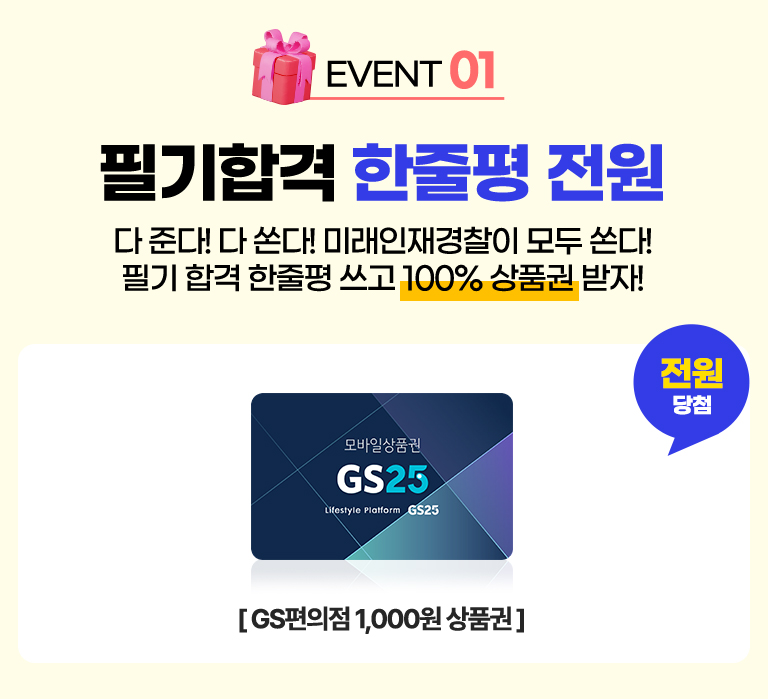 EVENT 01
필기합격 한줄평 전원
다 준다! 다 쏜다! 미래인재경찰이 모두 쏜다!
필기 합격 한줄평 쓰고 100% 상품권 받자!
전원
당첨
모바일상품권
GS25
Lifestyle Platform GS25
[ GS편의점 1,000원 상품권 ]